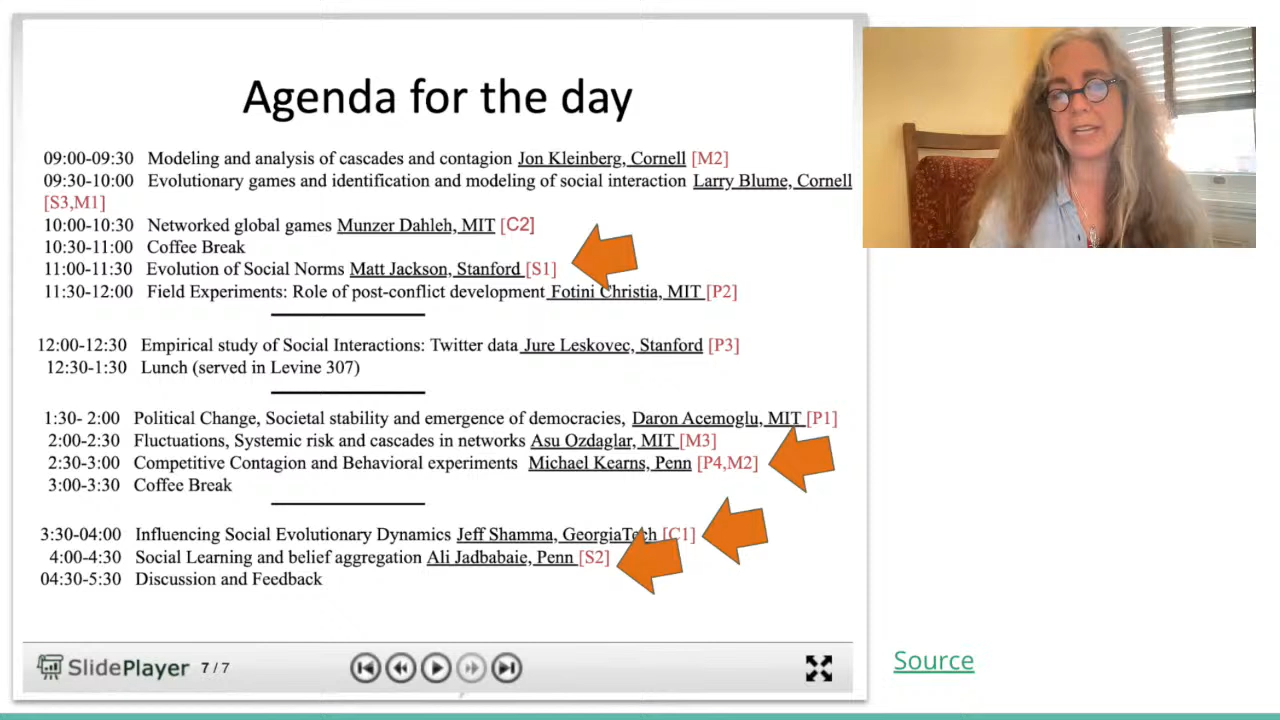 Agenda for the day
09:00-09:30 Modeling and analysis of cascades and contagion Jon Kleinberg, Cornell [M2]
09:30-10:00 Evolutionary games and identification and modeling of social interaction Larry Blume, Cornell
[S3,M1]
10:00-10:30 Networked global games Munzer Dahleh, MIT [C2]
10:30-11:00 Coffee Break
11:00-11:30 Evolution of Social Norms Matt Jackson, Stanford [S1]
11:30-12:00 Field Experiments: Role of post-conflict development Fotini Christia, MIT [P2]
12:00-12:30 Empirical study of Social Interactions: Twitter data Jure Leskovec, Stanford [P3]
12:30-1:30 Lunch (served in Levine 307)
1:30- 2:00 Political Change, Societal stability and emergence of democracies, Daron Acemoglu, MIT [P1]
2:00-2:30 Fluctuations, Systemic risk and cascades in networks Asu Ozdaglar, MIT [M3]
2:30-3:00 Competitive Contagion and Behavioral experiments Michael Kearns, Penn [P4,M2]
3:00-3:30 Coffee Break
3:30-04:00 Influencing Social Evolutionary Dynamics Jeff Shamma, GeorgiaTech [C1]
4:00-4:30 Social Learning and belief aggregation Ali Jadbabaie, Penn [S2]
04:30-5:30 Discussion and Feedback
SlidePlayer 7 / 7
Source